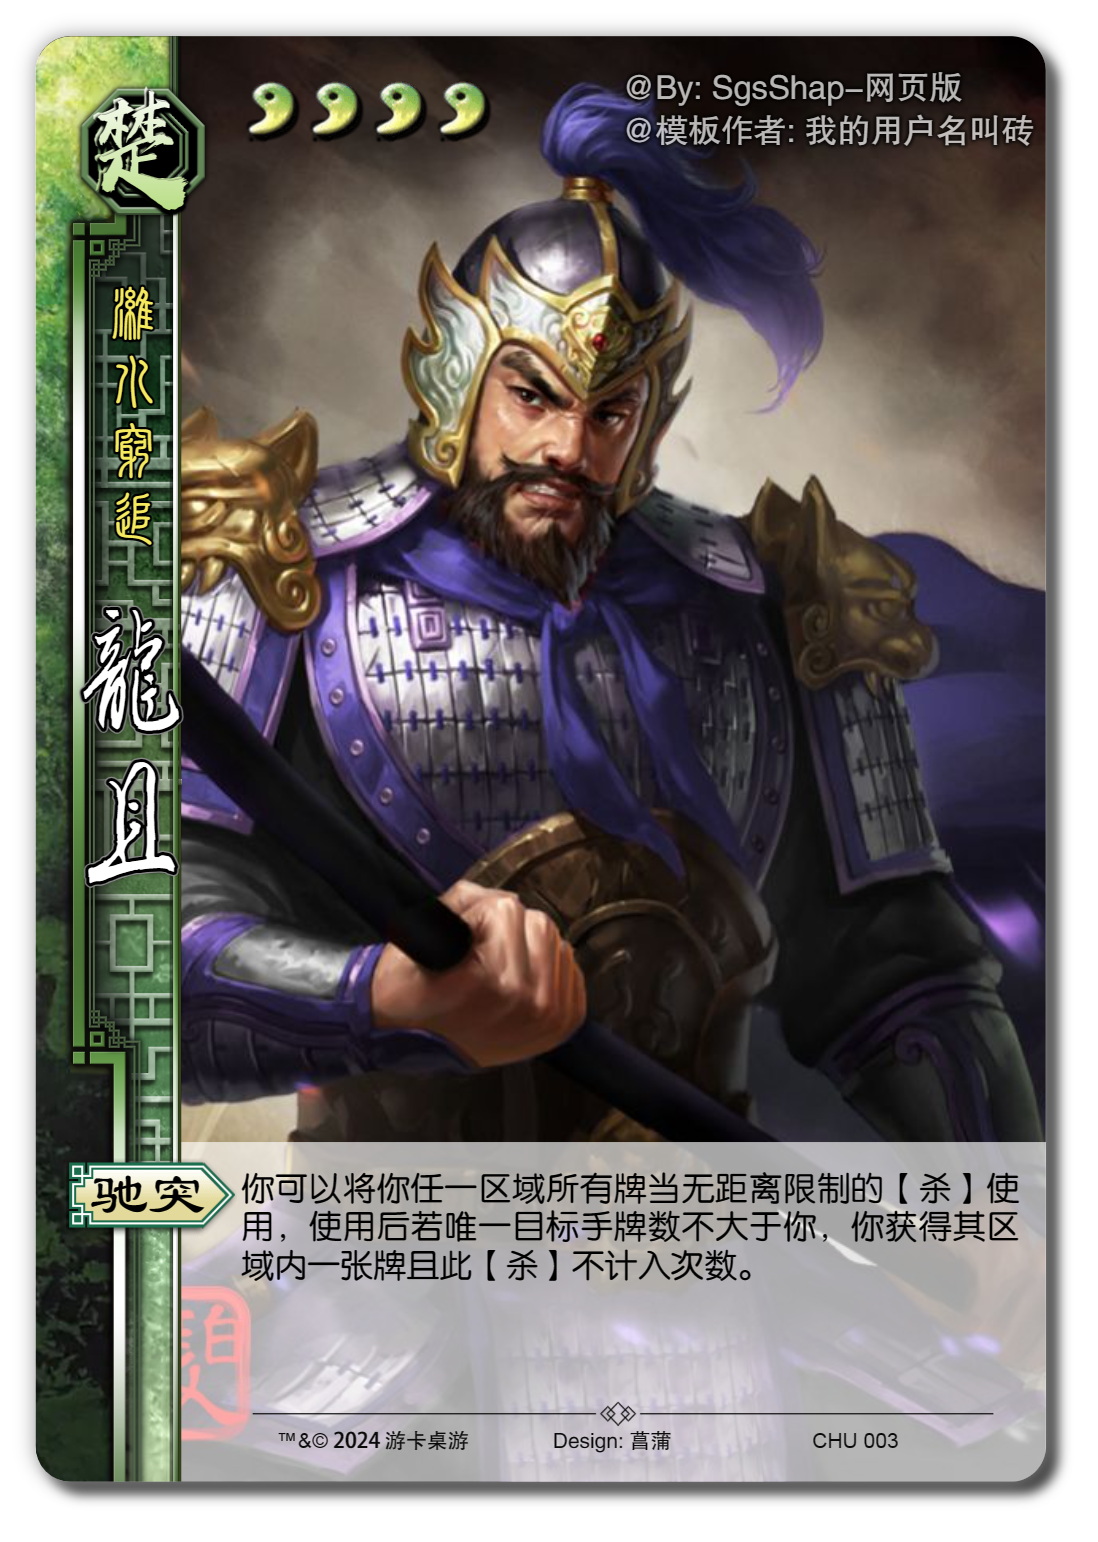 @By: SgsShap-网页版
@模板作者: 我的用户名叫砖
楚
濰水窮追
龍且
驰突
你可以将你任一区域所有牌当无距离限制的【杀】使
用，使用后若唯一目标手牌数不大于你，你获得其区
域内一张牌且此【杀】不计入次数。
™&© 2024 游卡桌游
Design: 菖蒲
CHU 003